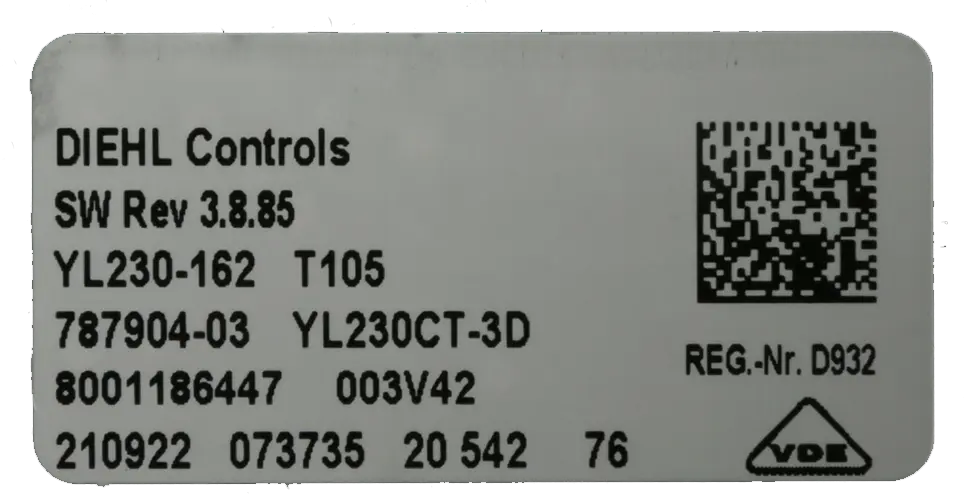 DIEHL Controls
SW Rev 3.8.85
YL230-162 T105
787904-03 YL230CT-3D
8001186447 003V42
210922 073735 20 542 76
REG.-Nr. D932
VDE